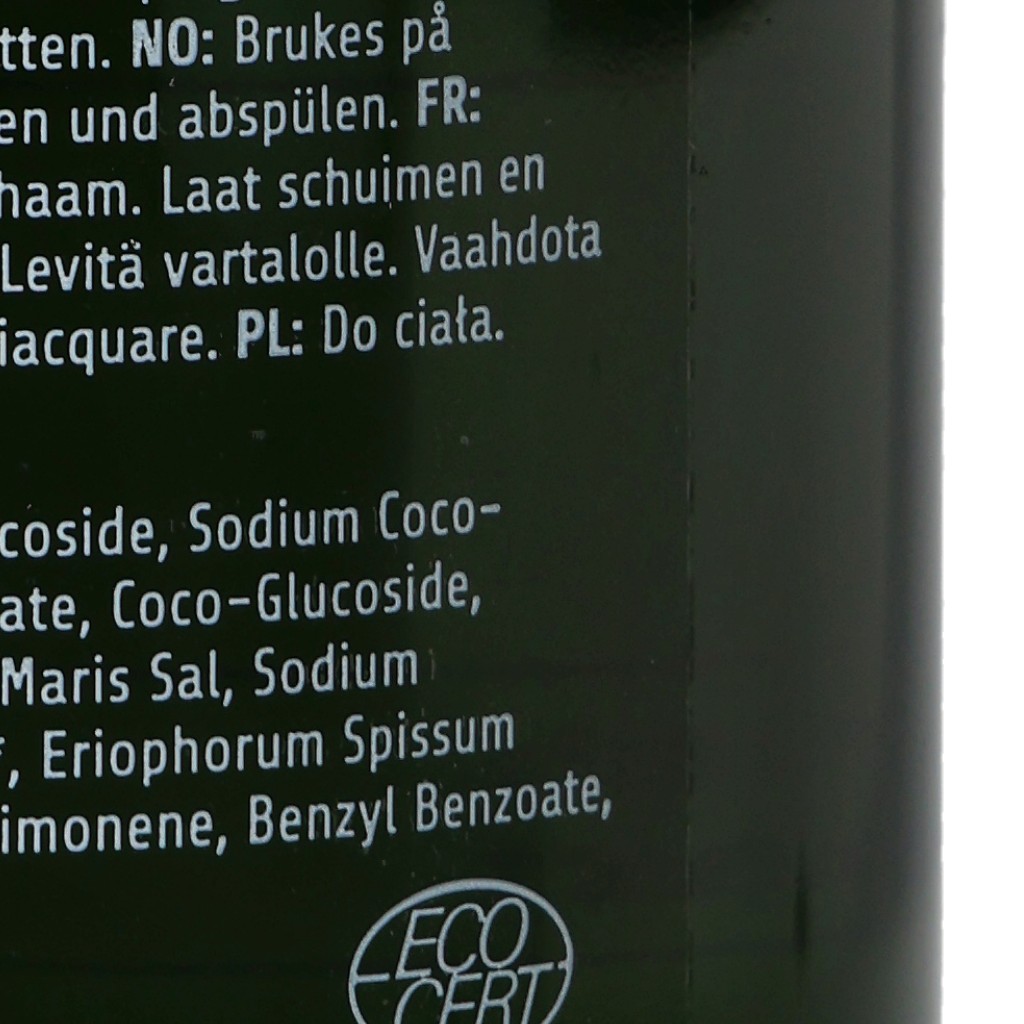 tten. NO: Brukes på
en und abspülen. FR:
haam. Laat schuimen en
Levitä vartalolle. Vaahdota
iacquare. PL: Do ciała.
coside, Sodium Coco-
ate, Coco-Glucoside,
Maris Sal, Sodium
, Eriophorum Spissum
imonene, Benzyl Benzoate,
ECO
CERT